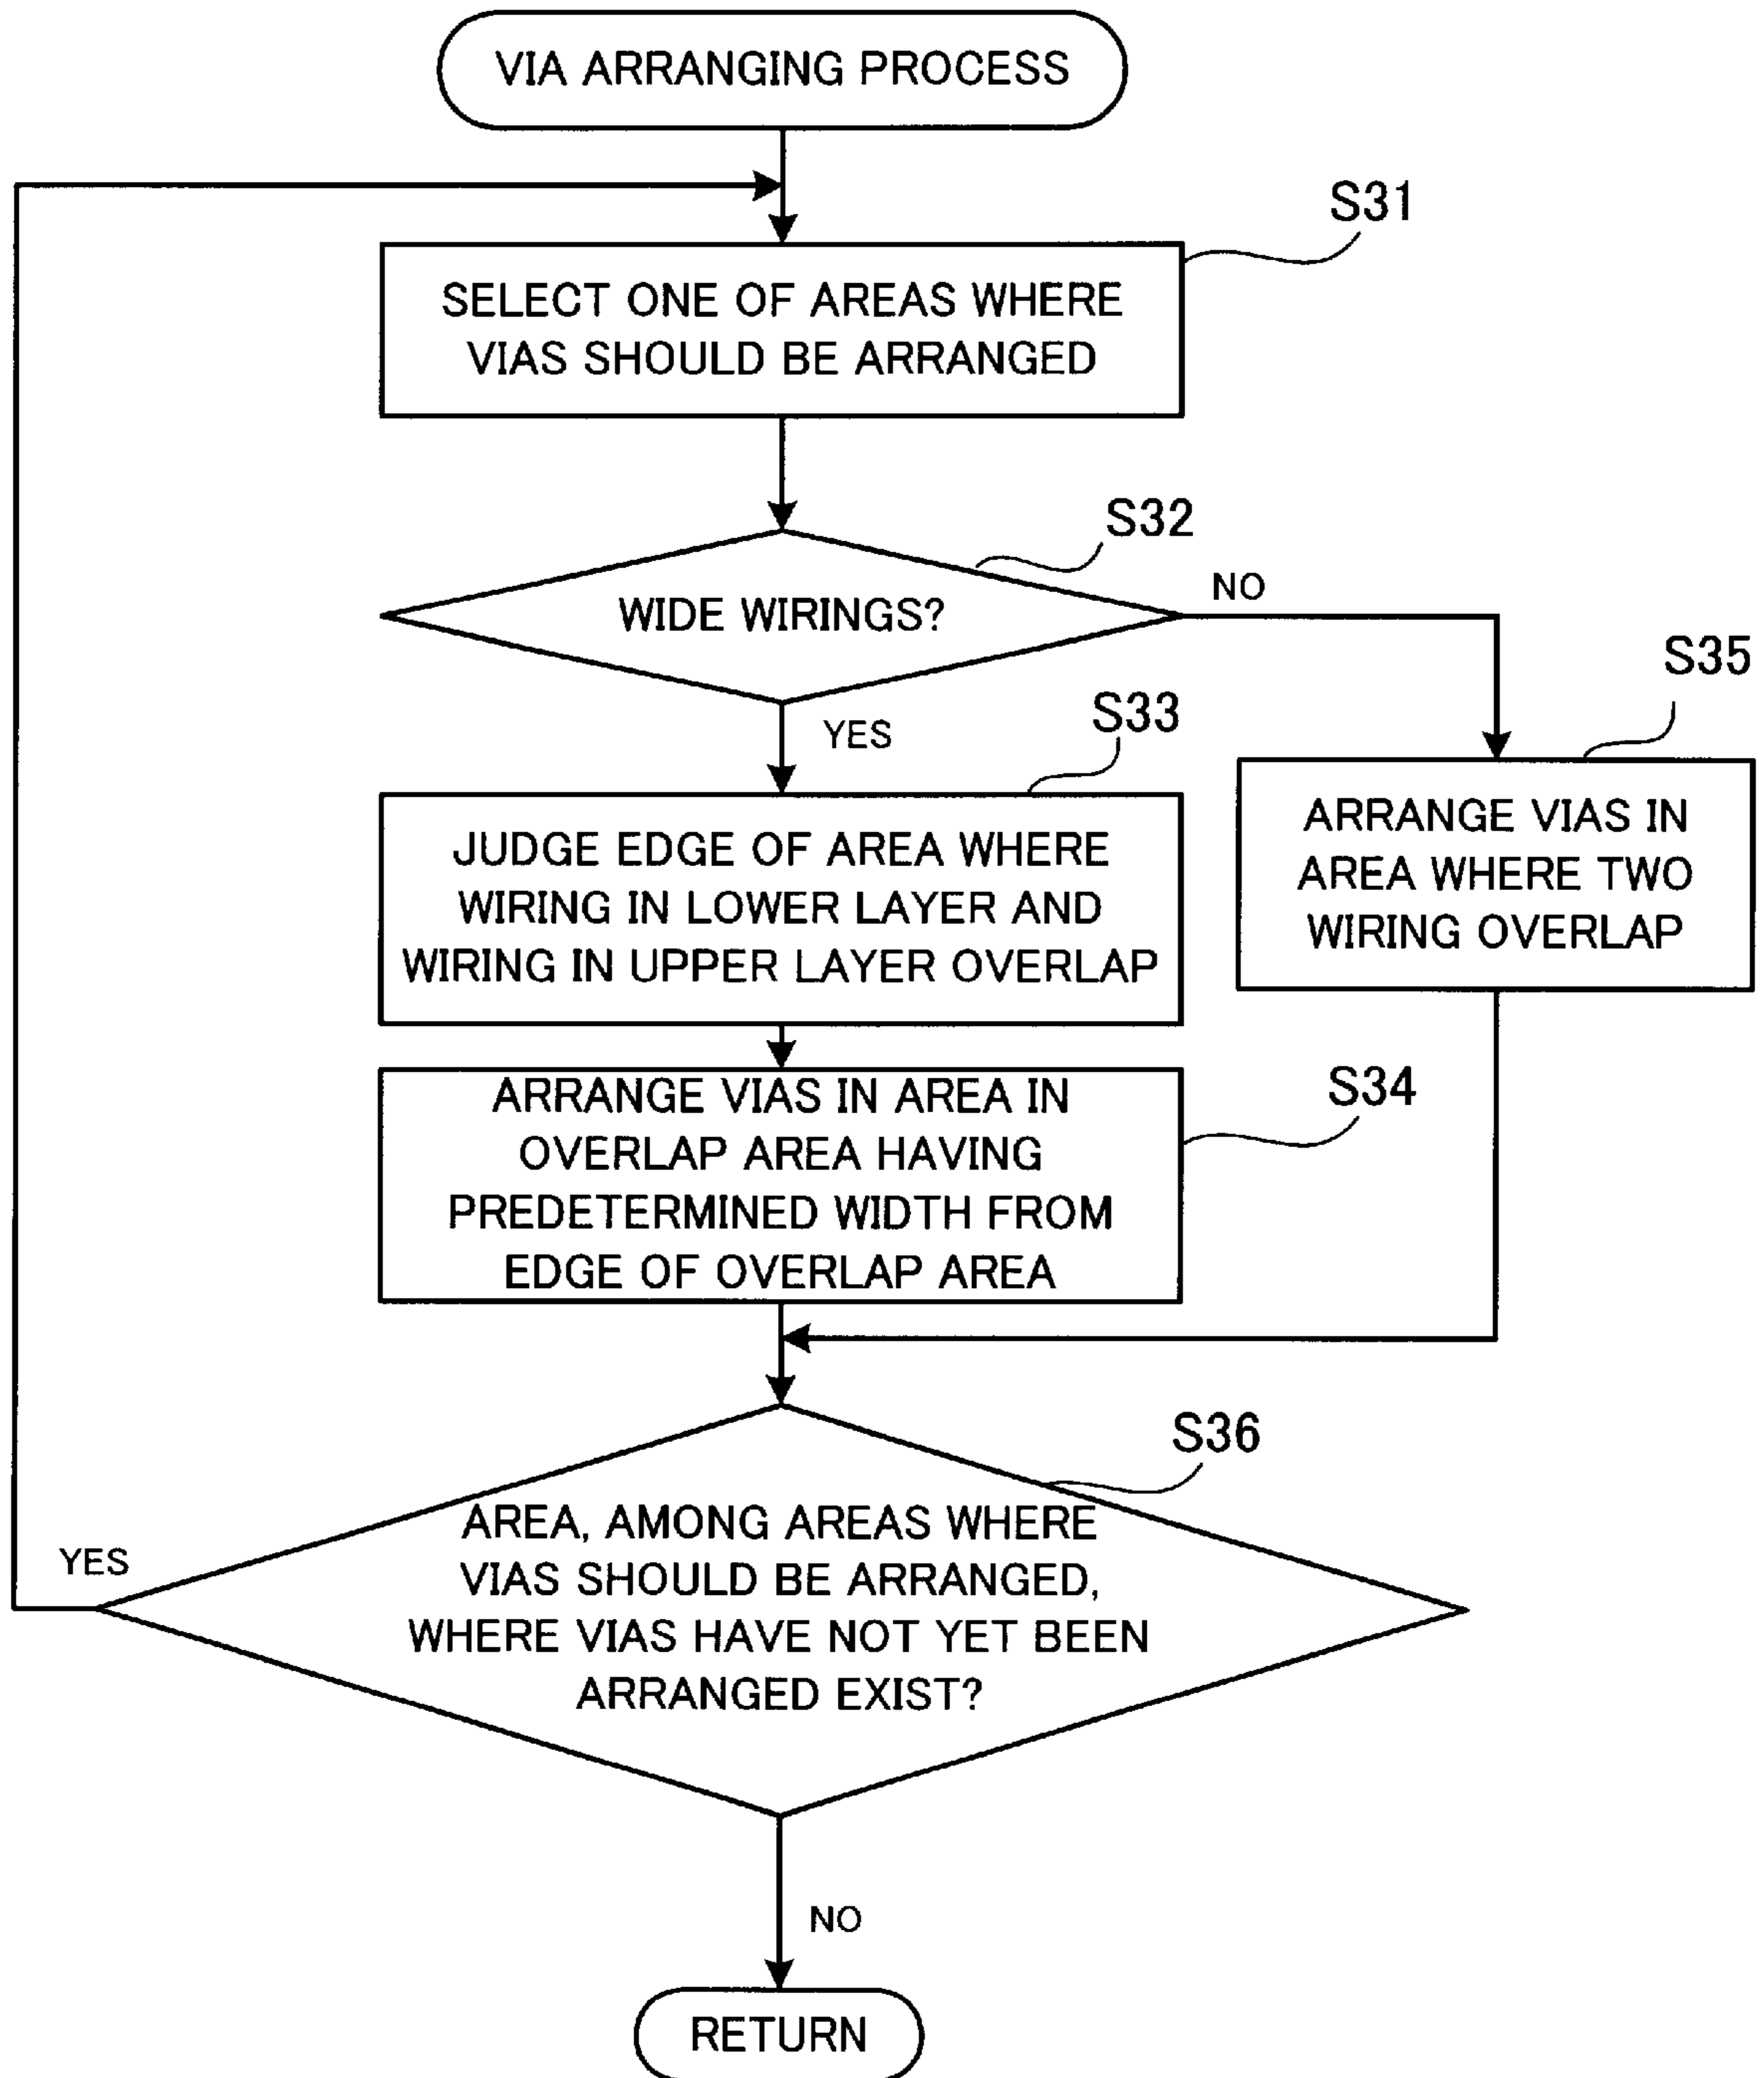 VIA ARRANGING PROCESS
S31
SELECT ONE OF AREAS WHERE
VIAS SHOULD BE ARRANGED
S32
WIDE WIRINGS?
NO
YES
S33
JUDGE EDGE OF AREA WHERE
WIRING IN LOWER LAYER AND
WIRING IN UPPER LAYER OVERLAP
S35
ARRANGE VIAS IN
AREA WHERE TWO
WIRING OVERLAP
S34
ARRANGE VIAS IN AREA IN
OVERLAP AREA HAVING
PREDETERMINED WIDTH FROM
EDGE OF OVERLAP AREA
S36
AREA, AMONG AREAS WHERE
VIAS SHOULD BE ARRANGED,
WHERE VIAS HAVE NOT YET BEEN
ARRANGED EXIST?
YES
NO
RETURN